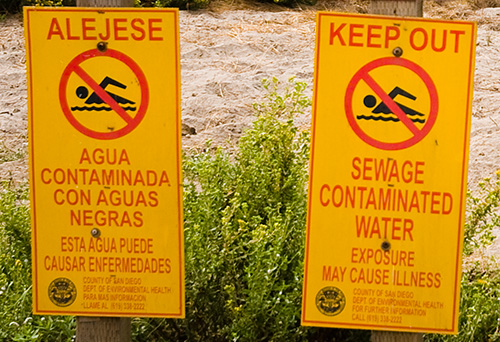 ALEJESE
AGUA
CONTAMINADA
CON AGUAS
NEGRAS
ESTA AGUA PUEDE
CAUSAR ENFERMEDADES
COUNTY OF SAN DIEGO
DEPT. OF ENVIRONMENTAL HEALTH
PARA MAS INFORMACION
LLAME AL (619) 338-2222
KEEP OUT
SEWAGE
CONTAMINATED
WATER
EXPOSURE
MAY CAUSE ILLNESS
COUNTY OF SAN DIEGO
DEPT. OF ENVIRONMENTAL HEALTH
FOR FURTHER INFORMATION
CALL (619) 338-2222